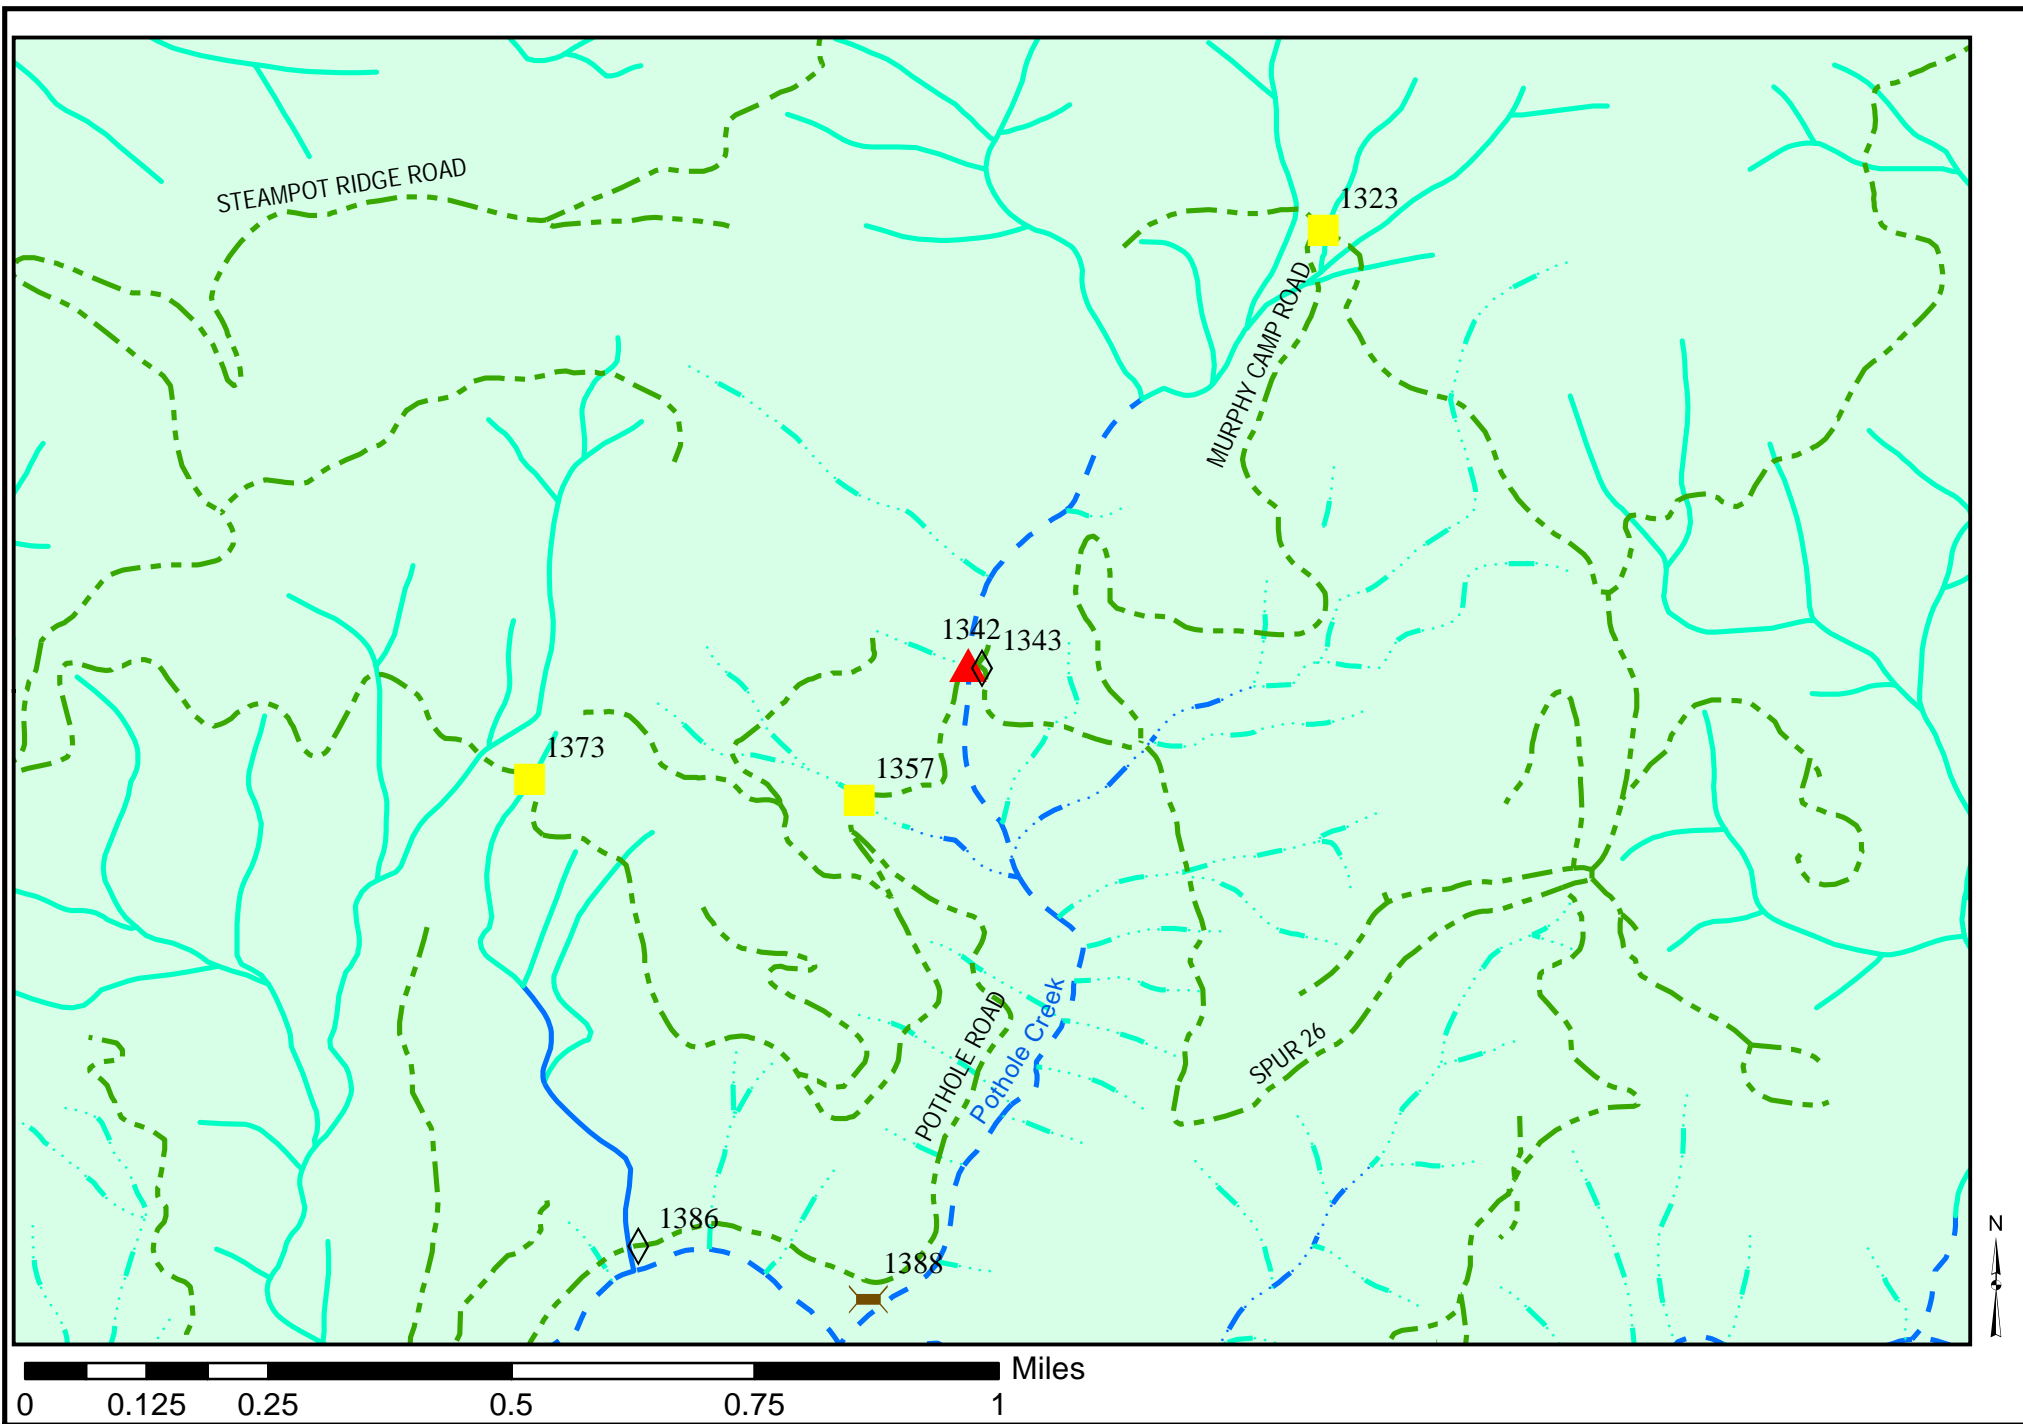 STEAMPOT RIDGE ROAD
1323
MURPHY CAMP ROAD
1342
1343
1373
1357
POTHOLE ROAD
Pothole Creek
SPUR 26
1386
1388
N
Miles
0 0.125 0.25 0.5 0.75 1